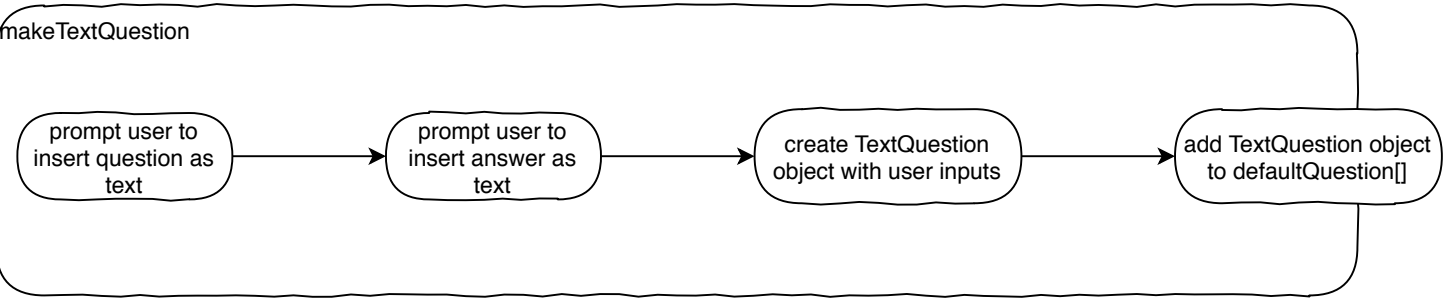 makeTextQuestion
prompt user to
insert question as
text
prompt user to
insert answer as
text
create TextQuestion
object with user inputs
add TextQuestion object
to defaultQuestion[]